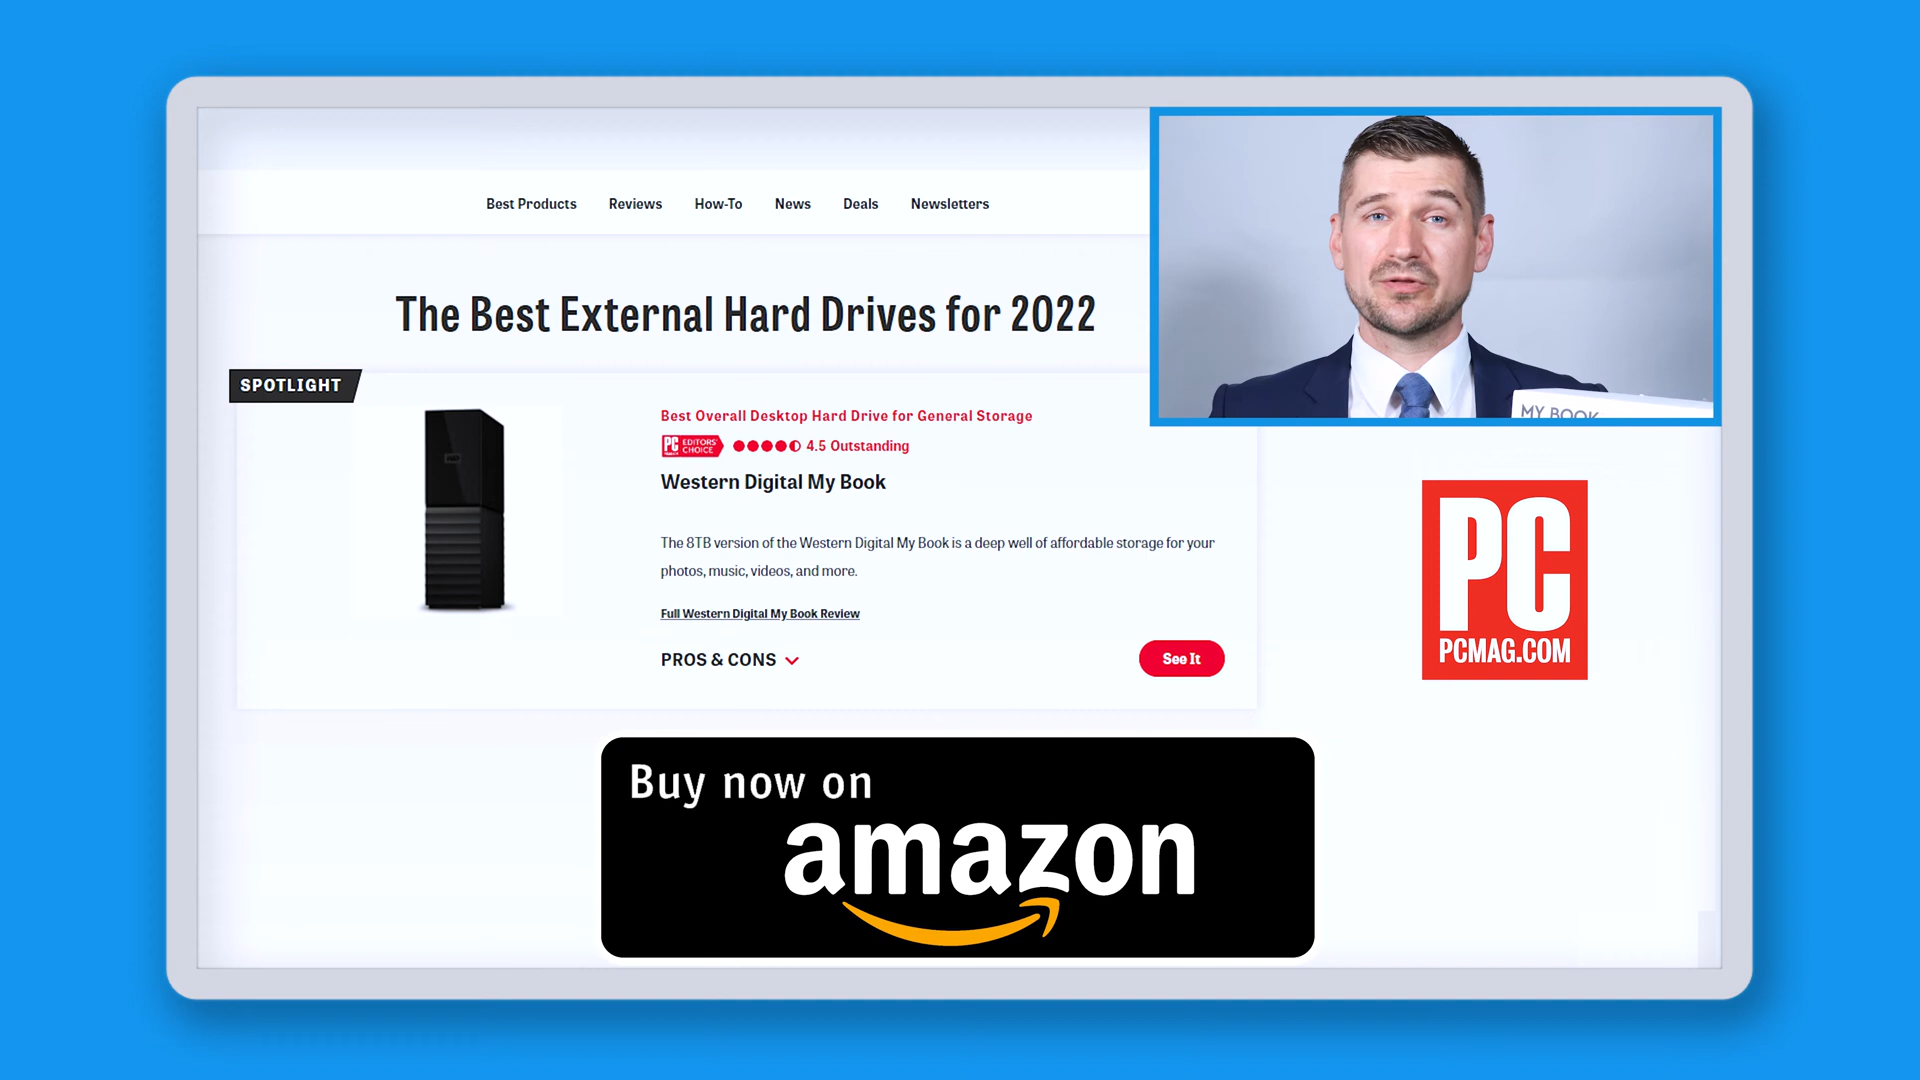 Best Products Reviews How-To News Deals Newsletters
The Best External Hard Drives for 2022
SPOTLIGHT
Best Overall Desktop Hard Drive for General Storage
PC EDITORS' CHOICE 4.5 Outstanding
Western Digital My Book
The 8TB version of the Western Digital My Book is a deep well of affordable storage for your
photos, music, videos, and more.
Full Western Digital My Book Review
PROS & CONS
See It
MY BOOK
PC
PCMAG.COM
Buy now on
amazon